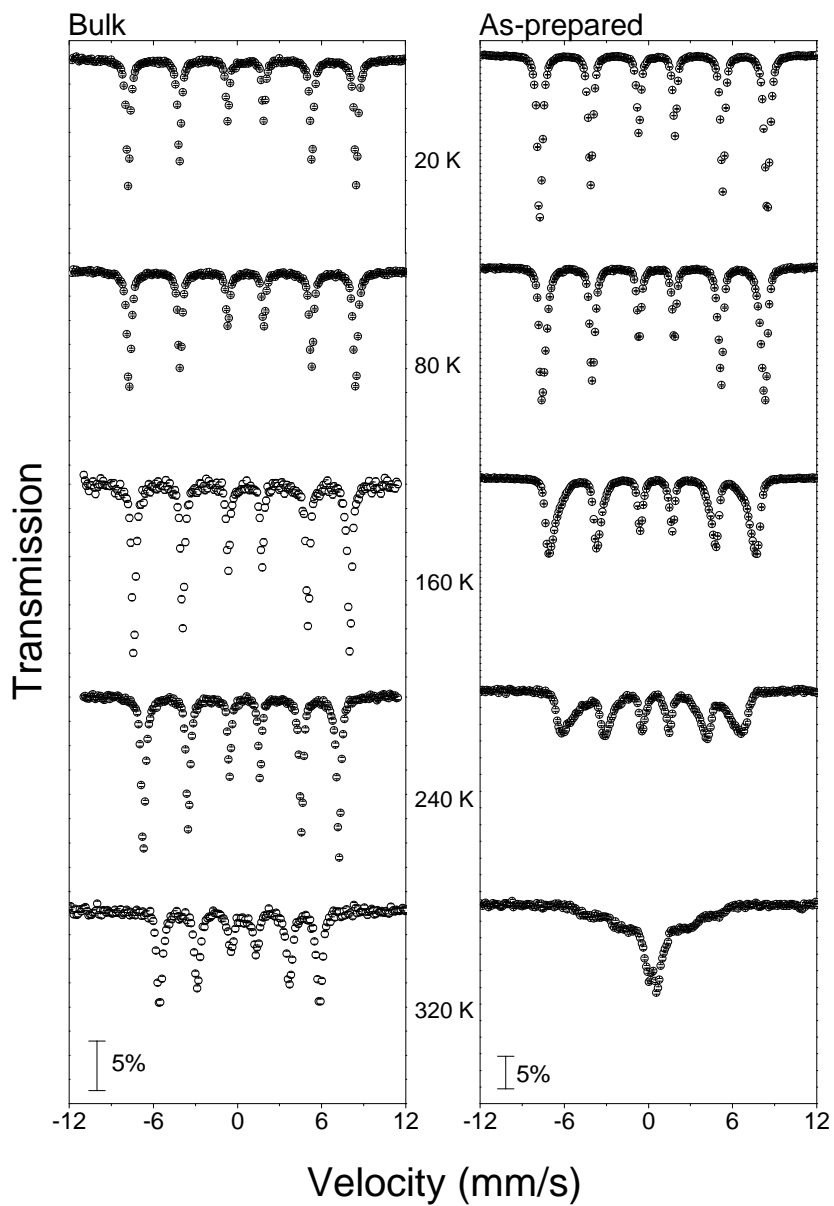 Bulk
As-prepared
Transmission
20 K
80 K
160 K
240 K
320 K
5%
5%
-12 -6 0 6 12
-12 -6 0 6 12
Velocity (mm/s)